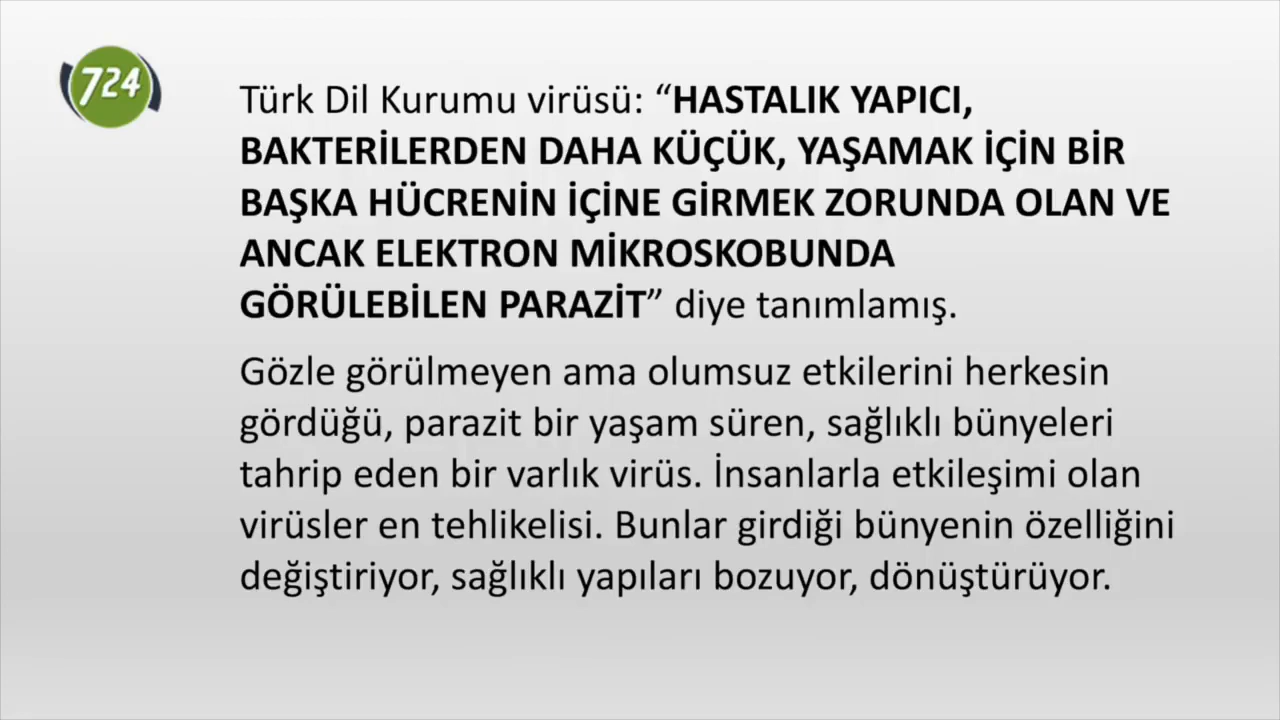 724
Türk Dil Kurumu virüsü: “HASTALIK YAPICI,
BAKTERİLERDEN DAHA KÜÇÜK, YAŞAMAK İÇİN BİR
BAŞKA HÜCRENİN İÇİNE GİRMEK ZORUNDA OLAN VE
ANCAK ELEKTRON MİKROSKOBUNDA
GÖRÜLEBİLEN PARAZİT” diye tanımlamış.
Gözle görülmeyen ama olumsuz etkilerini herkesin
gördüğü, parazit bir yaşam süren, sağlıklı bünyeleri
tahrip eden bir varlık virüs. İnsanlarla etkileşimi olan
virüsler en tehlikelisi. Bunlar girdiği bünyenin özelliğini
değiştiriyor, sağlıklı yapıları bozuyor, dönüştürüyor.